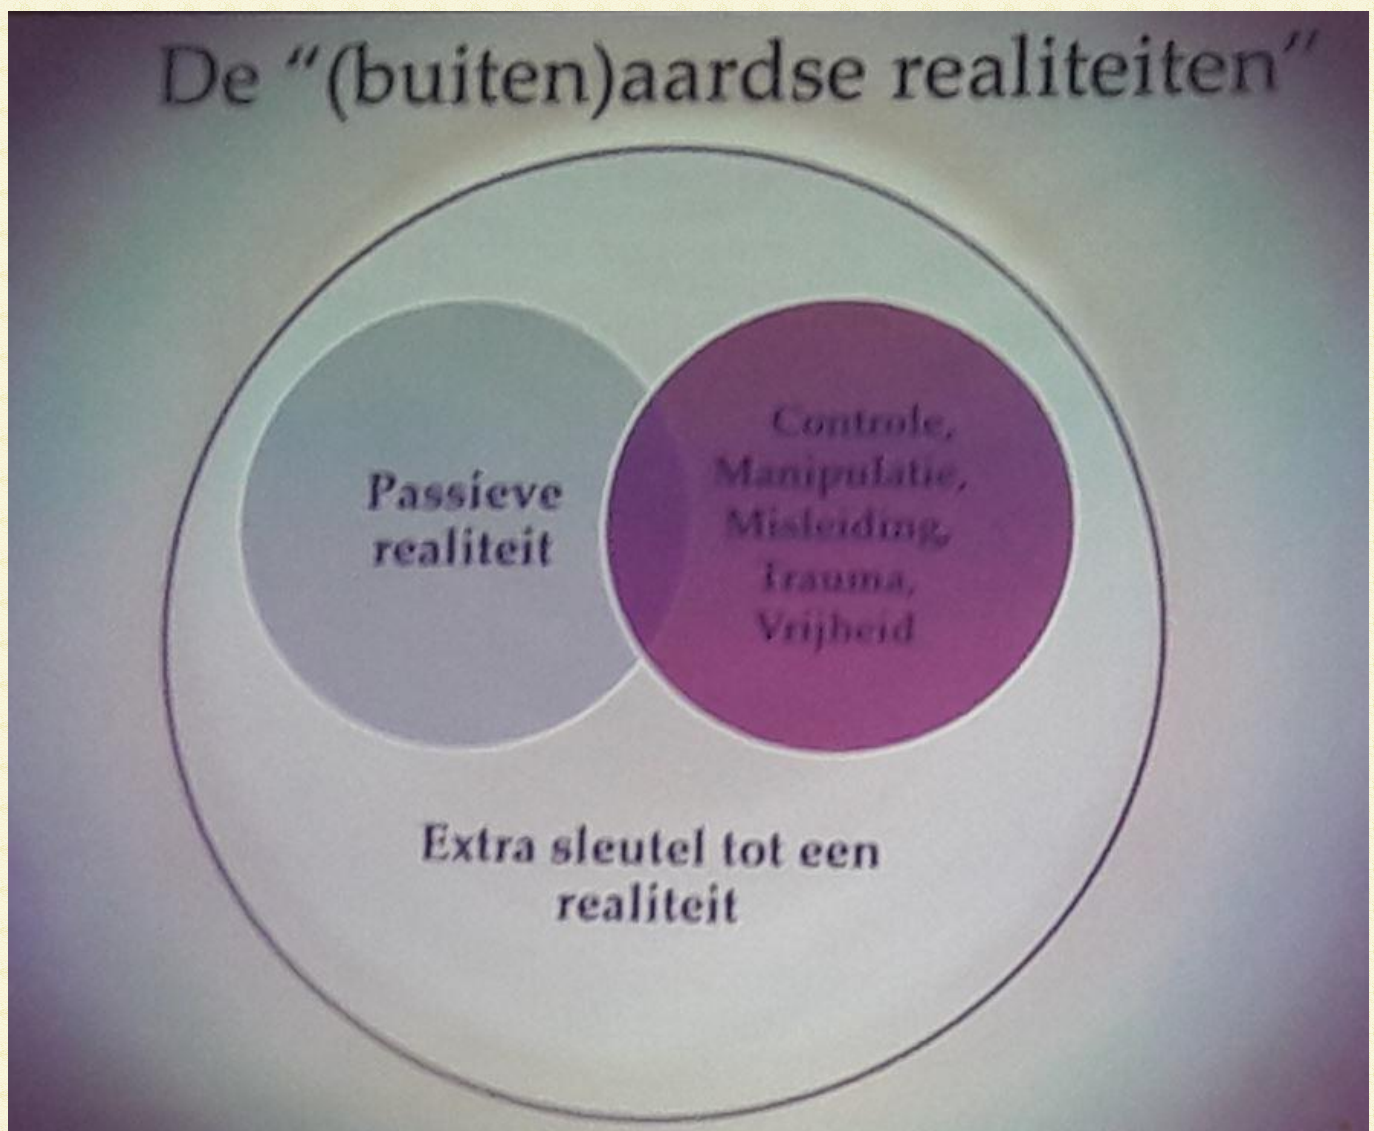 De “(buiten)aardse realiteiten”
Passieve
realiteit
Controle,
Manipulatie,
Misleiding,
Trauma,
Vrijheid
Extra sleutel tot een
realiteit